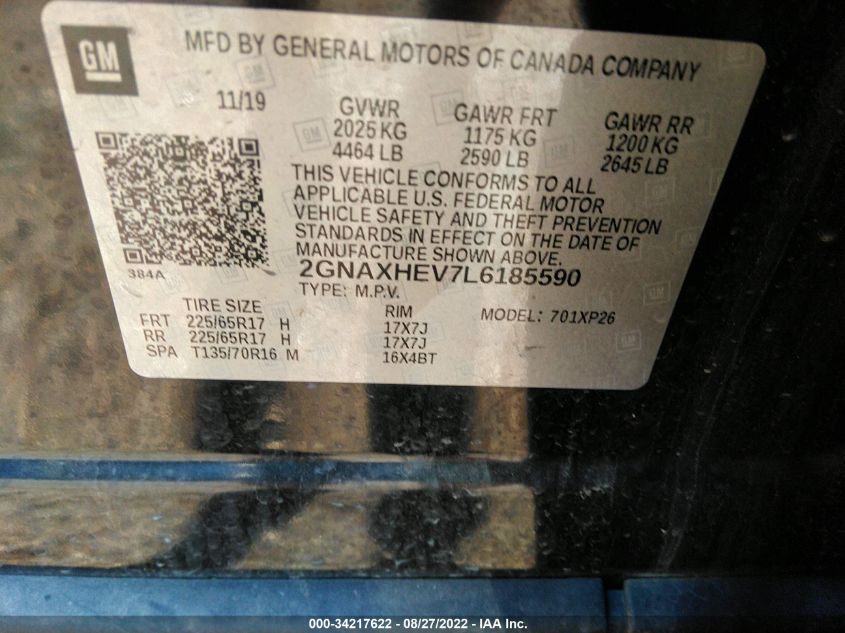 GM
MFD BY GENERAL MOTORS OF CANADA COMPANY
11/19
GVWR
2025 KG
4464 LB
GAWR FRT
1175 KG
2590 LB
GAWR RR
1200 KG
2645 LB
THIS VEHICLE CONFORMS TO ALL
APPLICABLE U.S. FEDERAL MOTOR
VEHICLE SAFETY AND THEFT PREVENTION
STANDARDS IN EFFECT ON THE DATE OF
MANUFACTURE SHOWN ABOVE.
384A
2GNAXHEV7L6185590
TYPE: M.P.V.
MODEL: 701XP26
TIRE SIZE
RIM
FRT 225/65R17 H 17X7J
RR 225/65R17 H 17X7J
SPA T135/70R16 M 16X4BT
000-34217622 - 08/27/2022 - IAA Inc.